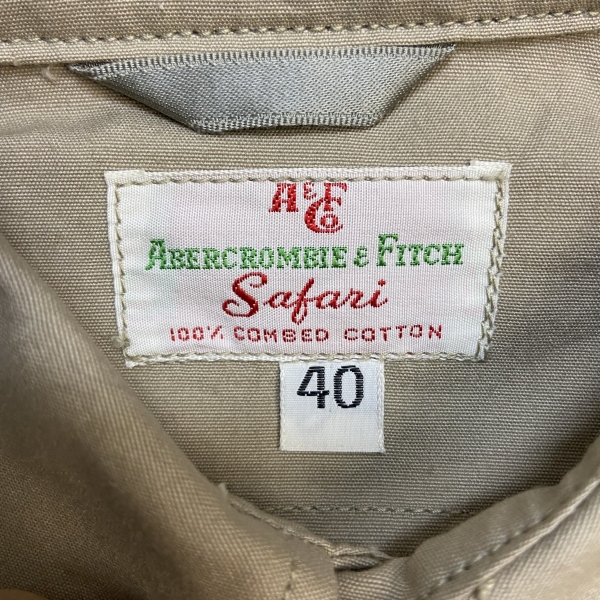 A&F Co
ABERCROMBIE & FITCH
Safari
100% COMBED COTTON
40